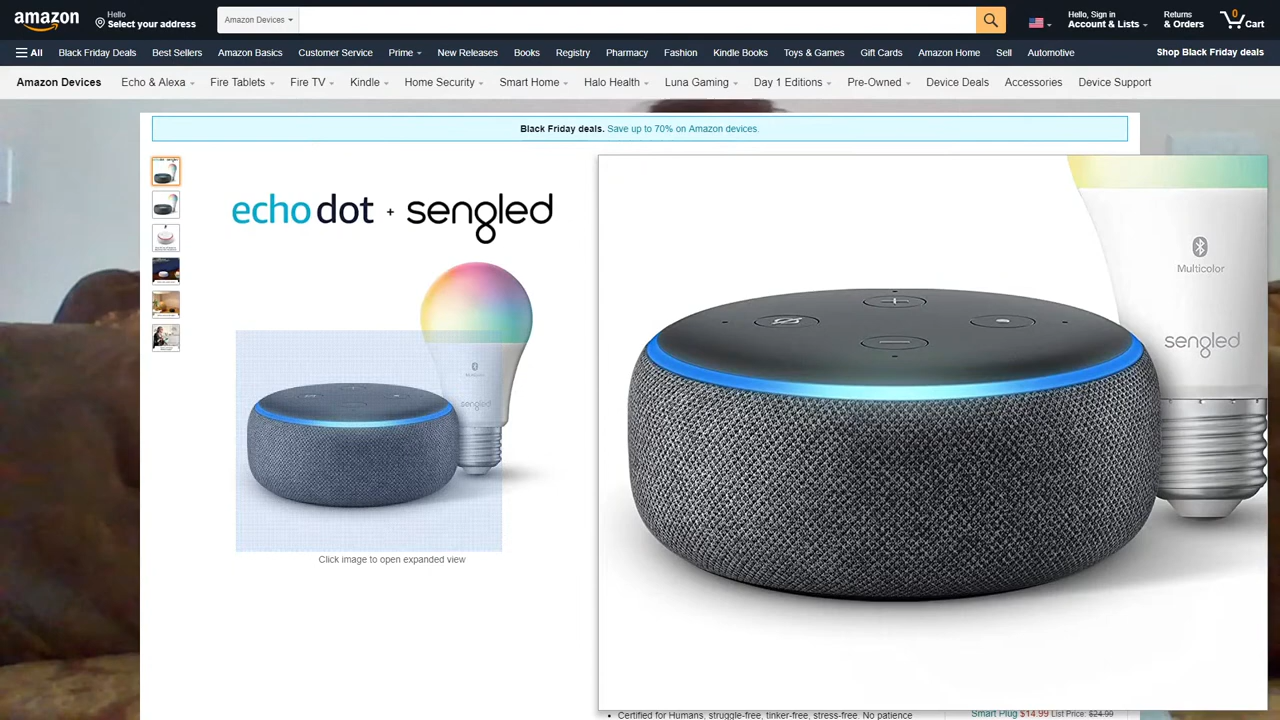 amazon
Hello
Select your address
Amazon Devices
Hello, Sign in
Account & Lists
Returns
& Orders
0
Cart
All
Black Friday Deals
Best Sellers
Amazon Basics
Customer Service
Prime
New Releases
Books
Registry
Pharmacy
Fashion
Kindle Books
Toys & Games
Gift Cards
Amazon Home
Sell
Automotive
Shop Black Friday deals
Amazon Devices
Echo & Alexa
Fire Tablets
Fire TV
Kindle
Home Security
Smart Home
Halo Health
Luna Gaming
Day 1 Editions
Pre-Owned
Device Deals
Accessories
Device Support
Black Friday deals. Save up to 70% on Amazon devices.
echo dot + sengled
Multicolor
sengled
sengled
Click image to open expanded view
Certified for Humans, struggle-free, tinker-free, stress-free. No patience
Smart Plug $14.99 List Price: $24.99